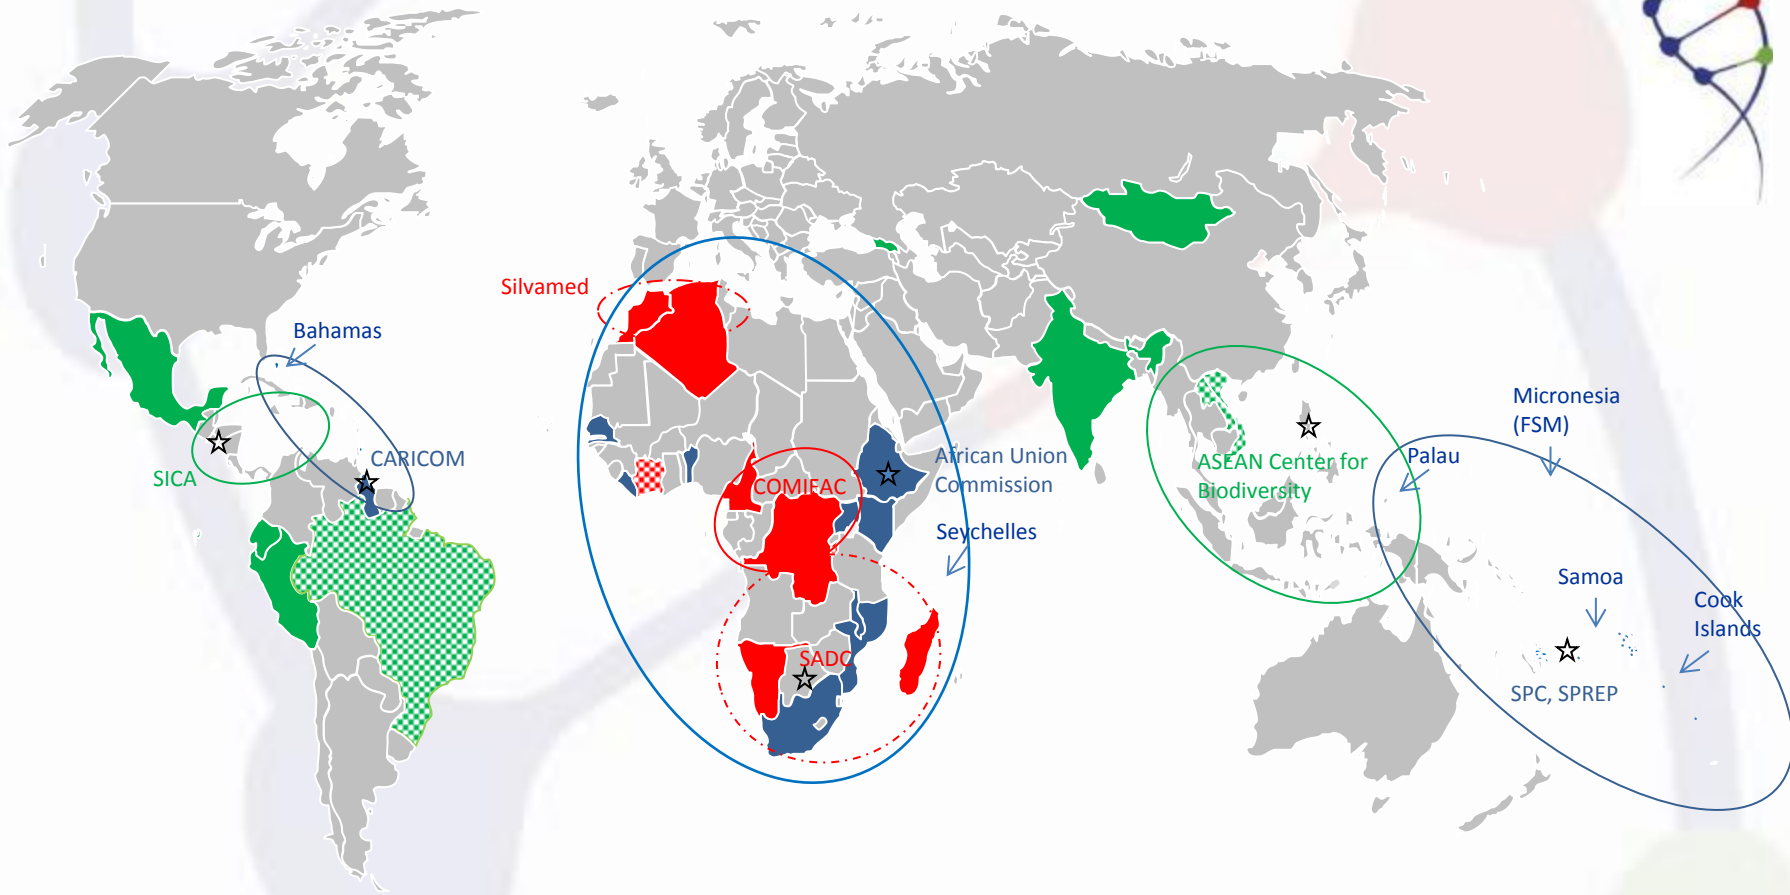 Silvamed
Bahamas
CARICOM
SICA
COMIFAC
African Union
Commission
Seychelles
SADC
ASEAN Center for
Biodiversity
Micronesia
(FSM)
Palau
Samoa
Cook
Islands
SPC, SPREP